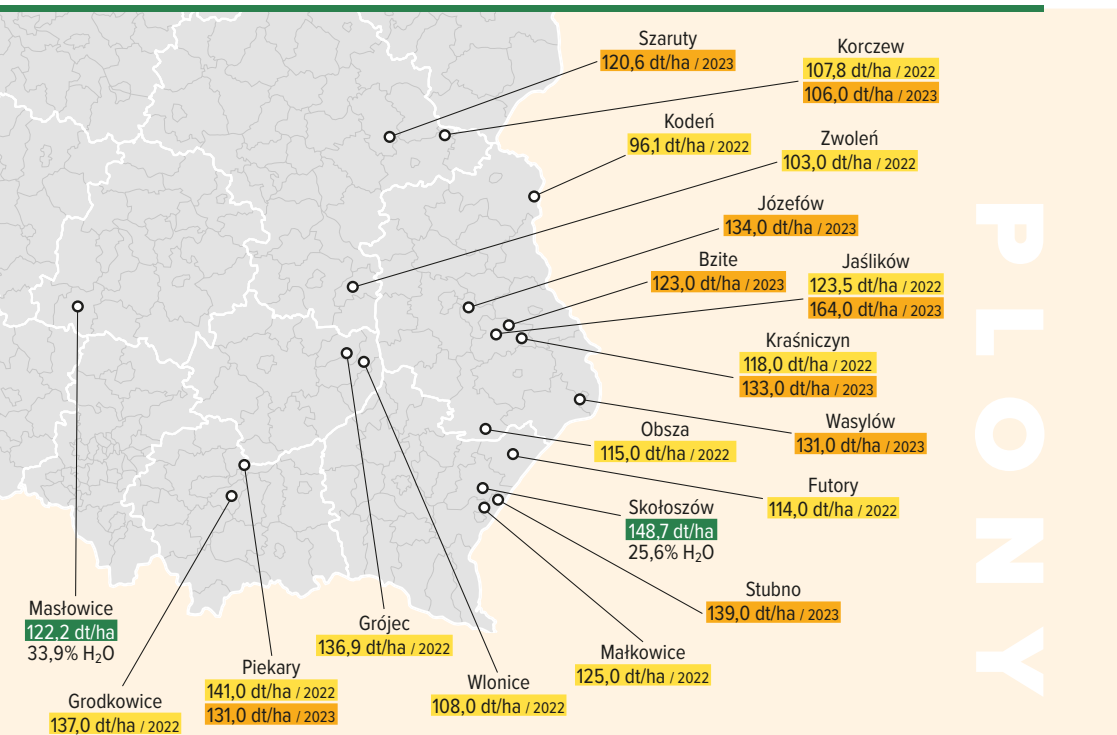 Szaruty
120,6 dt/ha / 2023
Korczew
107,8 dt/ha / 2022
106,0 dt/ha / 2023
Kodeń
96,1 dt/ha / 2022
Zwoleń
103,0 dt/ha / 2022
Józefów
134,0 dt/ha / 2023
Bzite
123,0 dt/ha / 2023
Jaślików
123,5 dt/ha / 2022
164,0 dt/ha / 2023
Kraśniczyn
118,0 dt/ha / 2022
133,0 dt/ha / 2023
Wasylów
131,0 dt/ha / 2023
Obsza
115,0 dt/ha / 2022
Futory
114,0 dt/ha / 2022
Skołoszów
148,7 dt/ha
25,6% H₂O
Stubno
139,0 dt/ha / 2023
Małkowice
125,0 dt/ha / 2022
Masłowice
122,2 dt/ha
33,9% H₂O
Grójec
136,9 dt/ha / 2022
Piekary
141,0 dt/ha / 2022
131,0 dt/ha / 2023
Wlonice
108,0 dt/ha / 2022
Grodkowice
137,0 dt/ha / 2022
PLONY